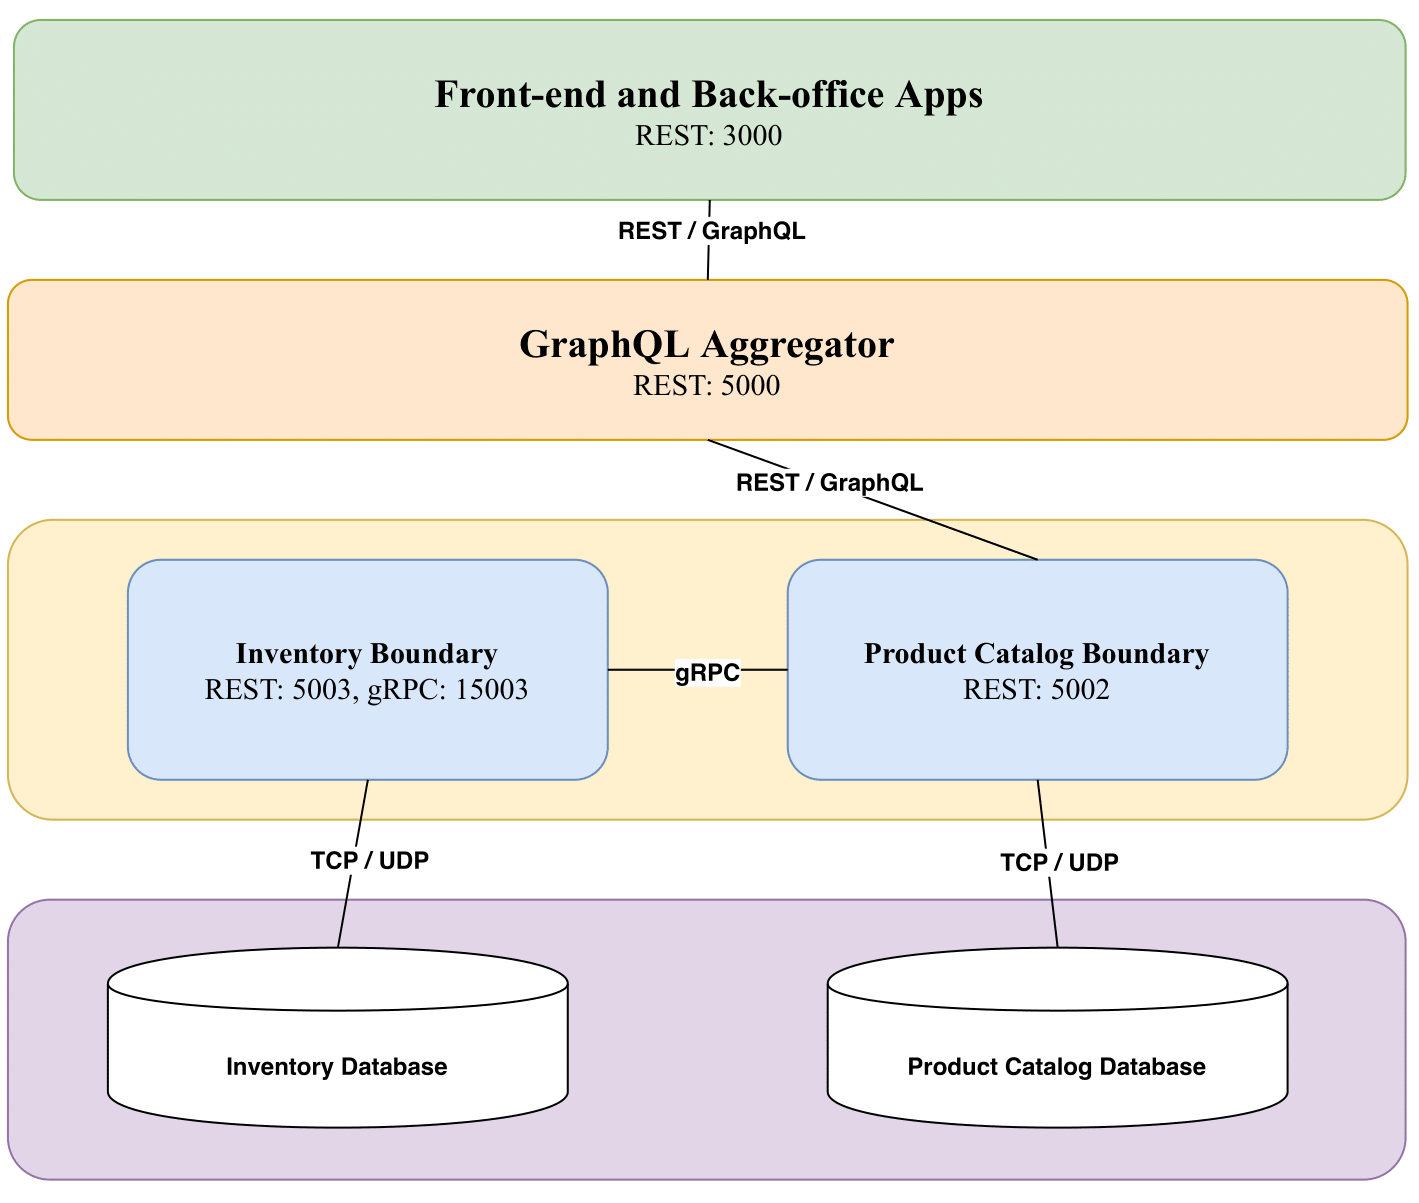 Front-end and Back-office Apps
REST: 3000
REST / GraphQL
GraphQL Aggregator
REST: 5000
REST / GraphQL
Inventory Boundary
REST: 5003, gRPC: 15003
gRPC
Product Catalog Boundary
REST: 5002
TCP / UDP
TCP / UDP
Inventory Database
Product Catalog Database